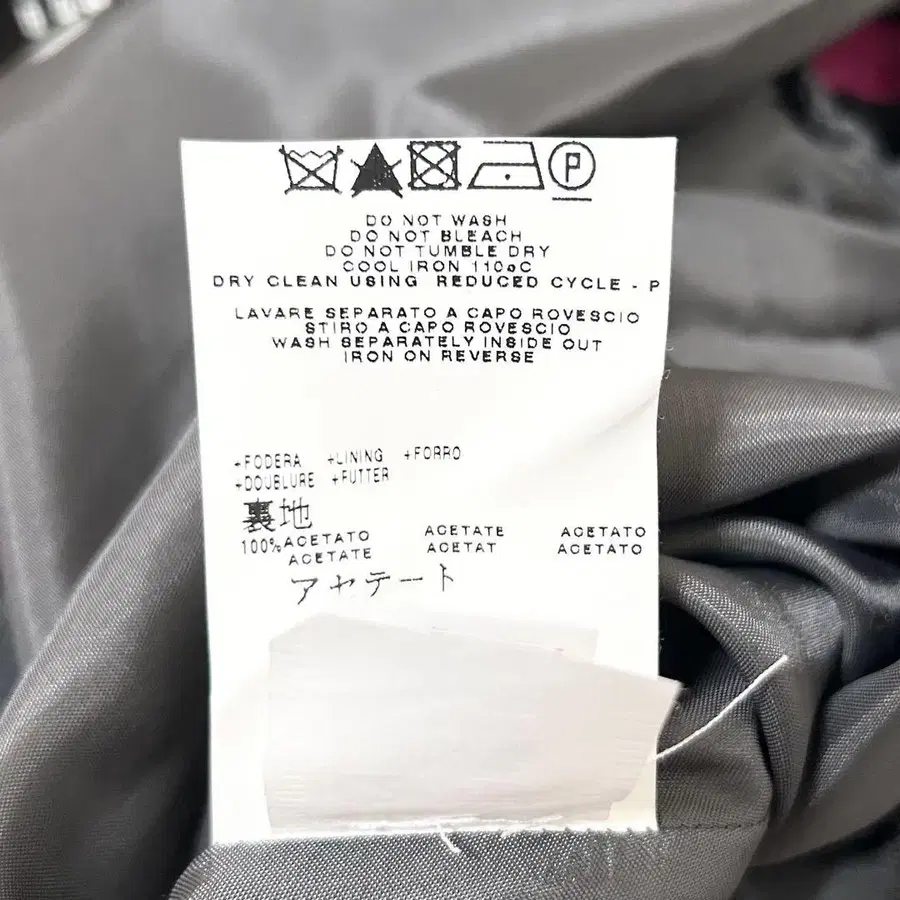 P
DO NOT WASH
DO NOT BLEACH
DO NOT TUMBLE DRY
COOL IRON 110°C
DRY CLEAN USING REDUCED CYCLE - P
LAVARE SEPARATO A CAPO ROVESCIO
STIRO A CAPO ROVESCIO
WASH SEPARATELY INSIDE OUT
IRON ON REVERSE
+FODERA +LINING +FORRO
+DOUBLURE +FUTTER
裏地
100%ACETATO ACETATE ACETATO
ACETATE ACETAT ACETATO
アセテート